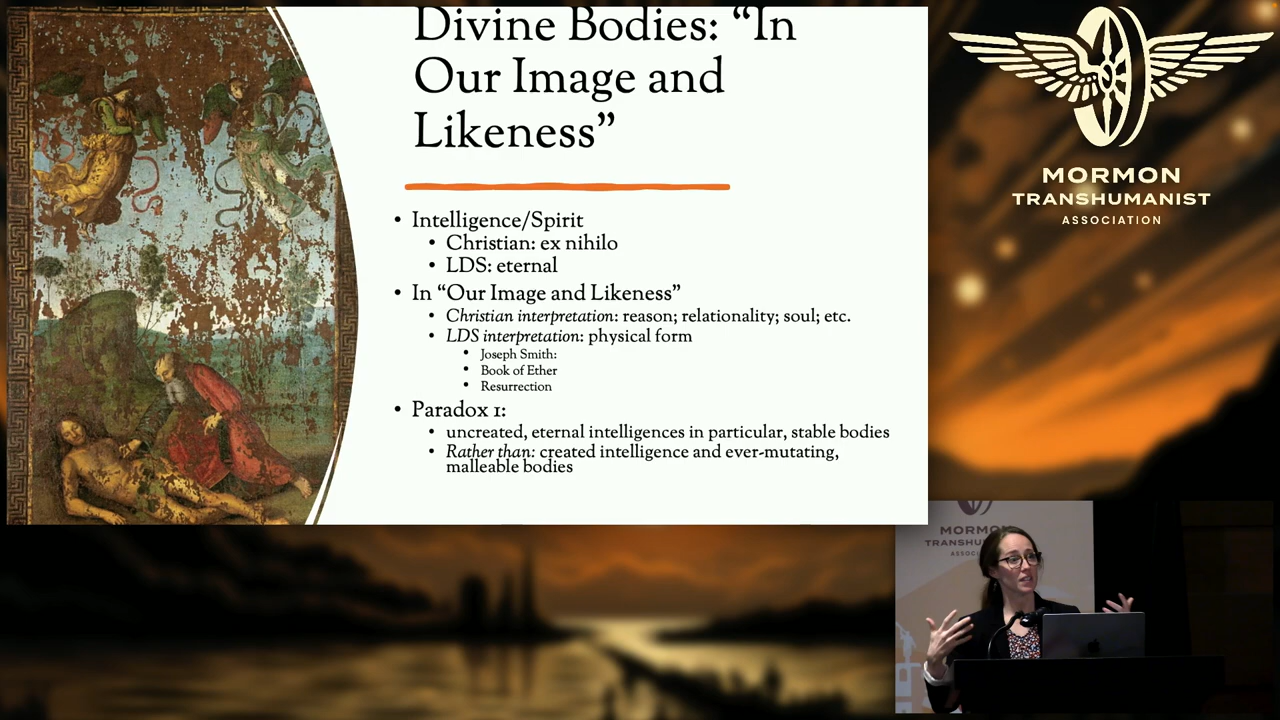 Divine Bodies: “In
Our Image and
Likeness”
• Intelligence/Spirit
• Christian: ex nihilo
• LDS: eternal
• In “Our Image and Likeness”
• Christian interpretation: reason; relationality; soul; etc.
• LDS interpretation: physical form
• Joseph Smith:
• Book of Ether
• Resurrection
• Paradox 1:
• uncreated, eternal intelligences in particular, stable bodies
• Rather than: created intelligence and ever-mutating,
malleable bodies
MORMON
TRANSHUMANIST
ASSOCIATION
MORMON